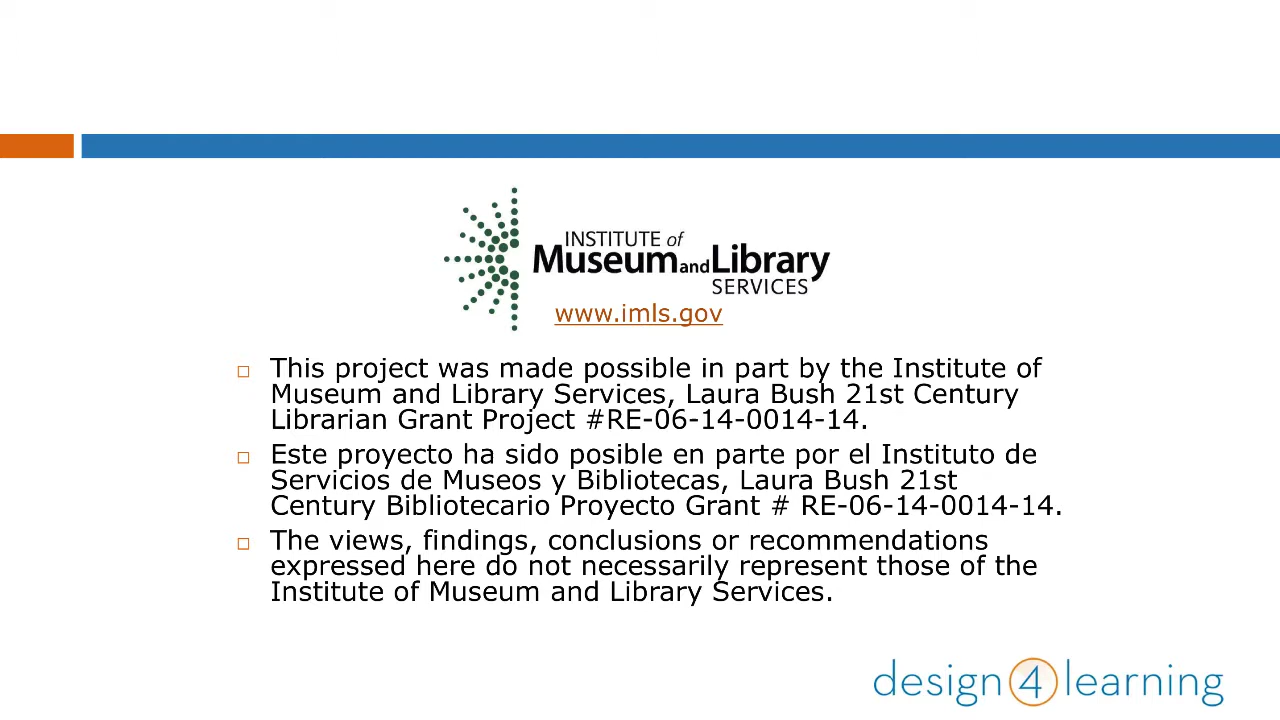 INSTITUTE of
Museum and Library
SERVICES
www.imls.gov
This project was made possible in part by the Institute of
Museum and Library Services, Laura Bush 21st Century
Librarian Grant Project #RE-06-14-0014-14.
Este proyecto ha sido posible en parte por el Instituto de
Servicios de Museos y Bibliotecas, Laura Bush 21st
Century Bibliotecario Proyecto Grant # RE-06-14-0014-14.
The views, findings, conclusions or recommendations
expressed here do not necessarily represent those of the
Institute of Museum and Library Services.
design 4 learning